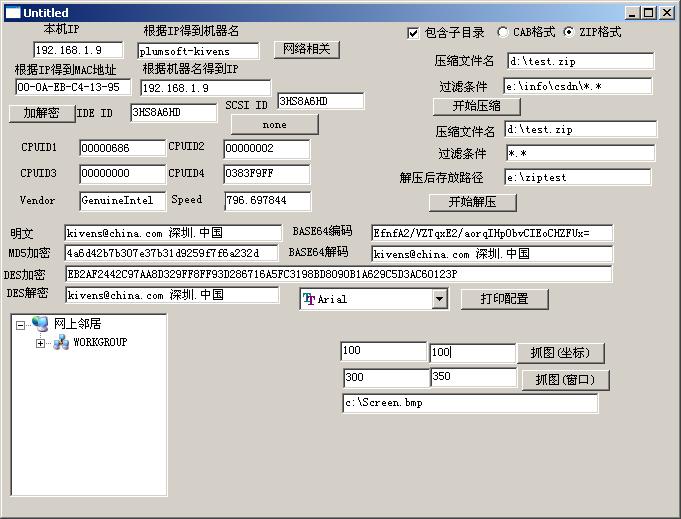 Untitled
本机IP 根据IP得到机器名
192.168.1.9 plumsoft-kivens 网络相关
根据IP得到MAC地址 根据机器名得到IP
00-0A-EB-C4-13-95 192.168.1.9
加解密 IDE ID 3HS8A6HD SCSI ID 3HS8A6HD
none
CPUID1 00000686 CPUID2 00000002
CPUID3 00000000 CPUID4 0383F9FF
Vendor GenuineIntel Speed 796.697844
包含子目录 CAB格式 ZIP格式
压缩文件名 d:\test.zip
过滤条件 e:\info\csdn\*.*
开始压缩
压缩文件名 d:\test.zip
过滤条件 *.*
解压后存放路径 e:\ziptest
开始解压
明文 kivens@china.com 深圳.中国 BASE64编码 EfnfA2/VZTqxE2/aorqIHpObvCIEoCHZFUx=
MD5加密 4a6d42b7b307e37b31d9259f7f6a232d BASE64解码 kivens@china.com 深圳.中国
DES加密 EB2AF2442C97AA8D329FF8FF93D286716A5FC3198BD8090B1A629C5D3AC60123P
DES解密 kivens@china.com 深圳.中国 Arial 打印配置
网上邻居
WORKGROUP
100 100 抓图(坐标)
300 350 抓图(窗口)
c:\Screen.bmp